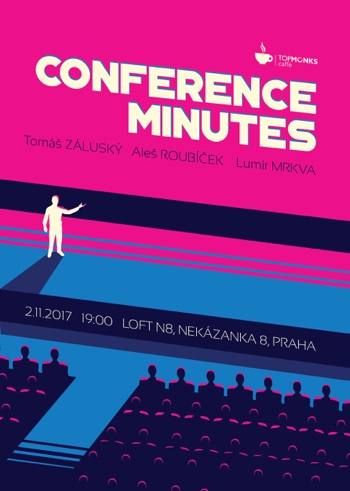 TOPMONKS
caffè
CONFERENCE
MINUTES
Tomáš ZÁLUSKÝ Aleš ROUBÍČEK Lumír MRKVA
2.11.2017 19:00 LOFT N8, NEKÁZANKA 8, PRAHA